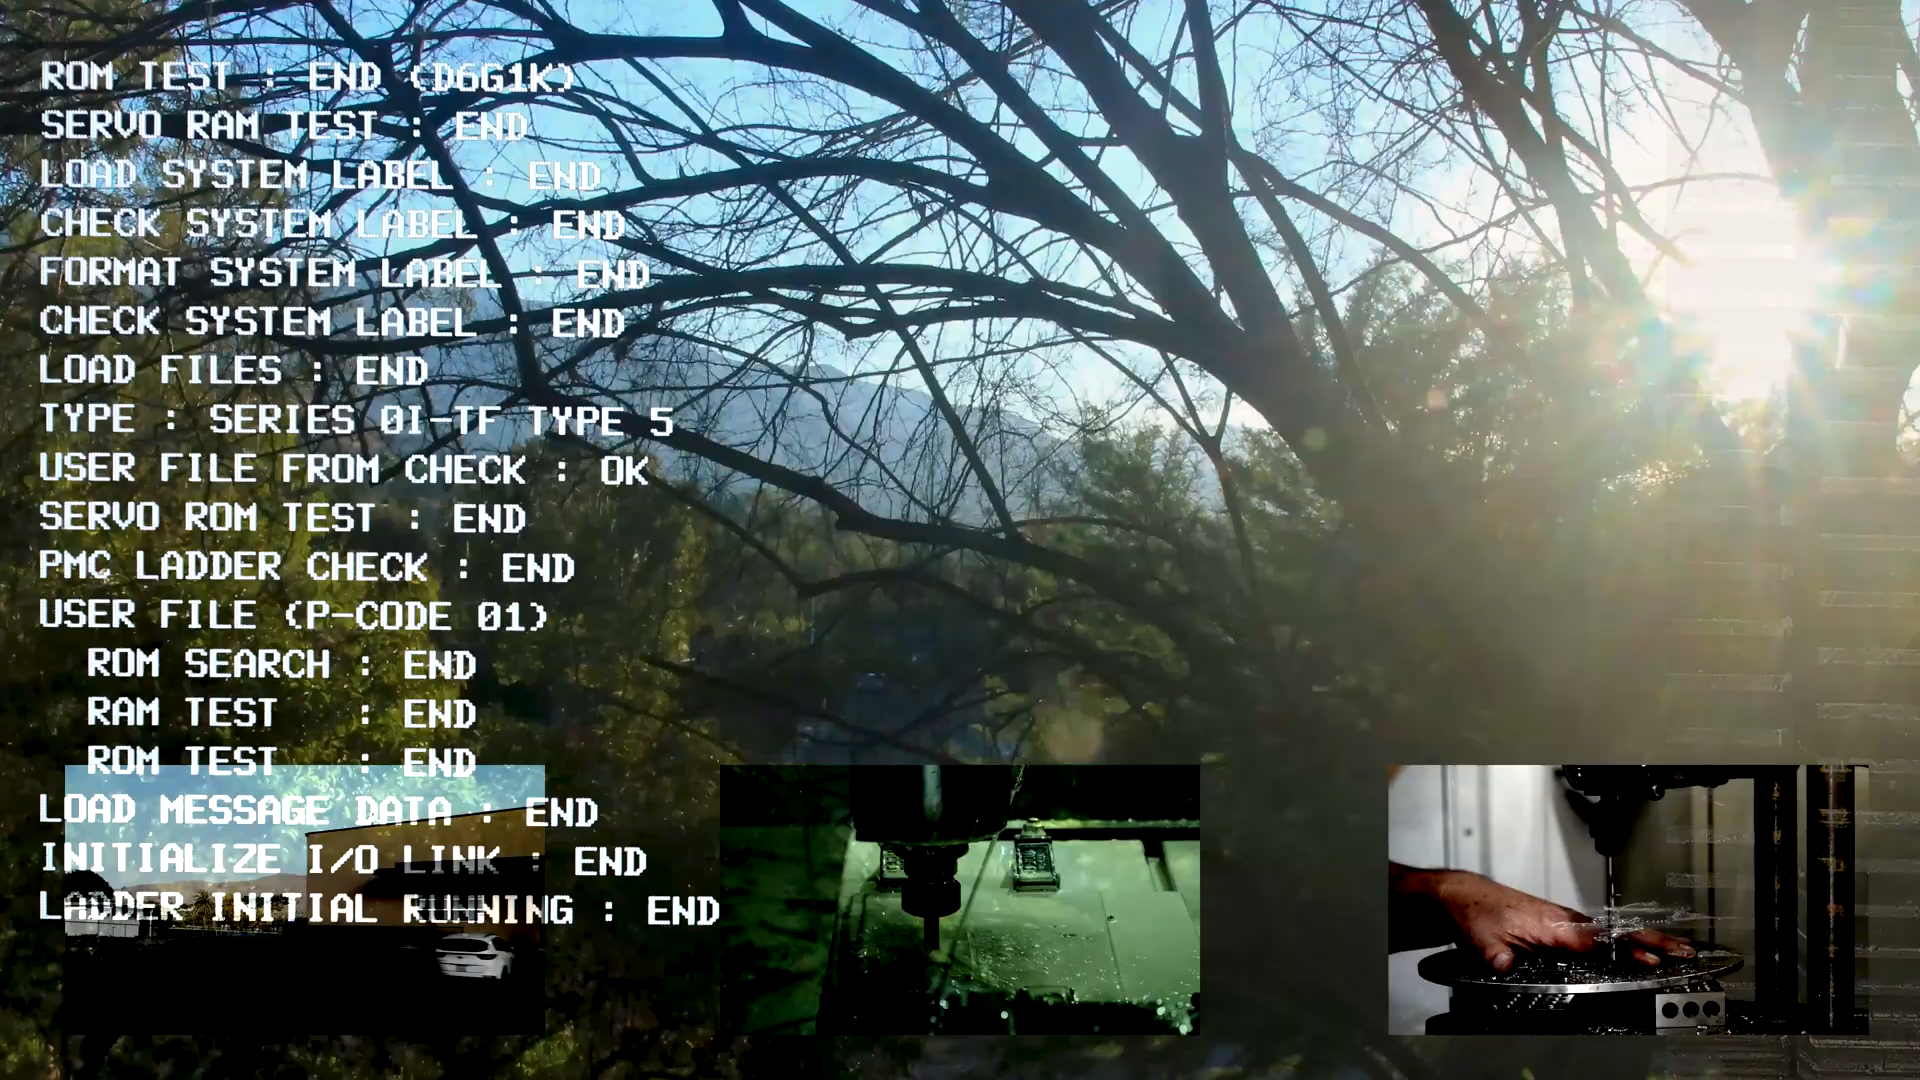 ROM TEST : END (D6G1K)
SERVO RAM TEST : END
LOAD SYSTEM LABEL : END
CHECK SYSTEM LABEL : END
FORMAT SYSTEM LABEL : END
CHECK SYSTEM LABEL : END
LOAD FILES : END
TYPE : SERIES 0I-TF TYPE 5
USER FILE FROM CHECK : OK
SERVO ROM TEST : END
PMC LADDER CHECK : END
USER FILE (P-CODE 01)
ROM SEARCH : END
RAM TEST : END
ROM TEST : END
LOAD MESSAGE DATA : END
INITIALIZE I/O LINK : END
LADDER INITIAL RUNNING : END